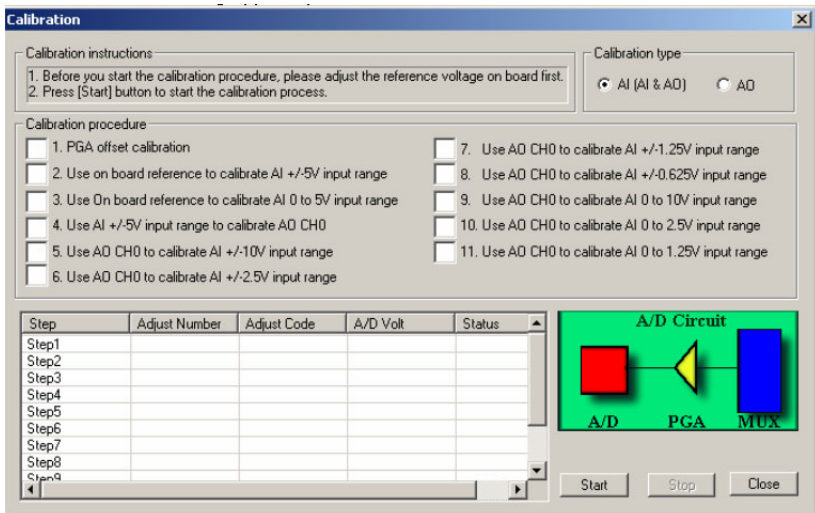 Calibration
Calibration instructions
1. Before you start the calibration procedure, please adjust the reference voltage on board first.
2. Press [Start] button to start the calibration process.
Calibration type
AI (AI & AO)
AO
Calibration procedure
1. PGA offset calibration
2. Use on board reference to calibrate AI +/-5V input range
3. Use On board reference to calibrate AI 0 to 5V input range
4. Use AI +/-5V input range to calibrate AO CH0
5. Use AO CH0 to calibrate AI +/-10V input range
6. Use AO CH0 to calibrate AI +/-2.5V input range
7. Use AO CH0 to calibrate AI +/-1.25V input range
8. Use AO CH0 to calibrate AI +/-0.625V input range
9. Use AO CH0 to calibrate AI 0 to 10V input range
10. Use AO CH0 to calibrate AI 0 to 2.5V input range
11. Use AO CH0 to calibrate AI 0 to 1.25V input range
Step Adjust Number Adjust Code A/D Volt Status
Step1
Step2
Step3
Step4
Step5
Step6
Step7
Step8
Step9
A/D Circuit
A/D PGA MUX
Start Stop Close